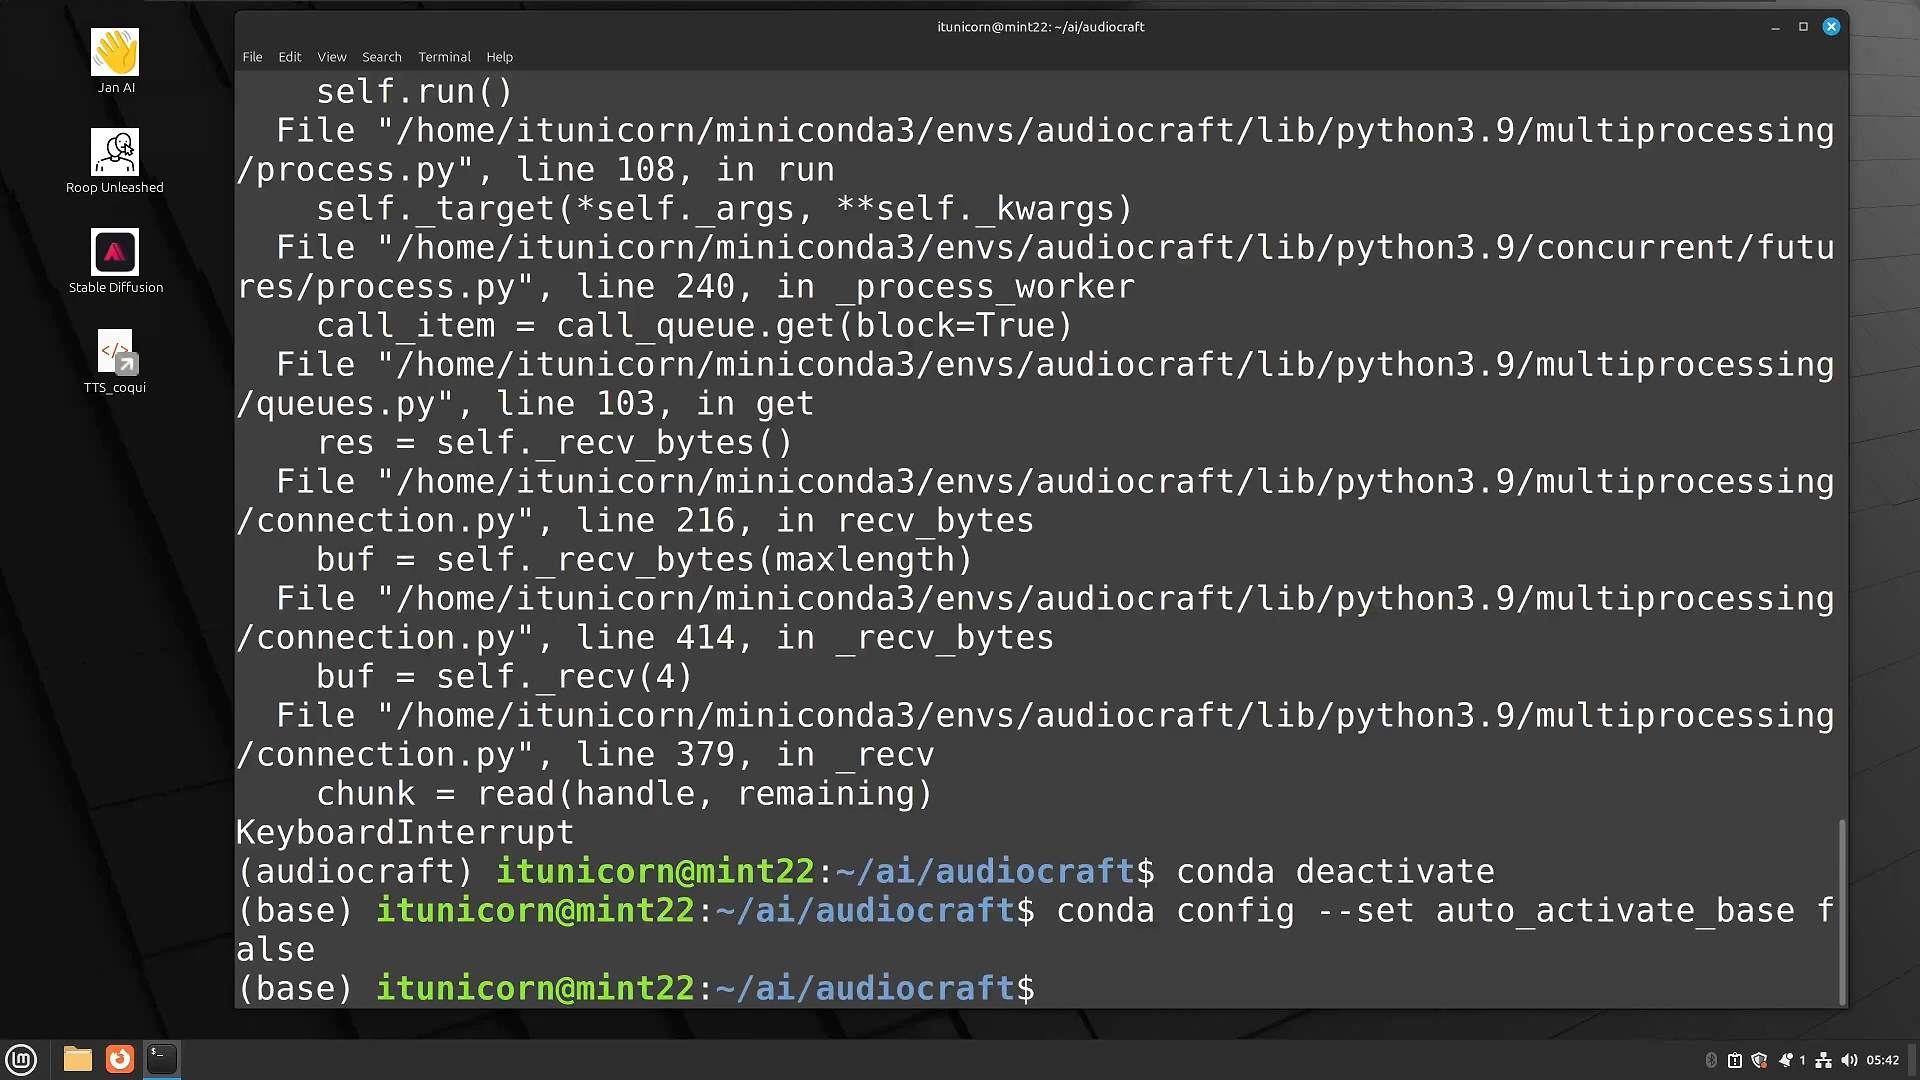 itunicorn@mint22: ~/ai/audiocraft
File Edit View Search Terminal Help
Jan AI
Roop Unleashed
Stable Diffusion
</>
TTS_coqui
self.run()
File "/home/itunicorn/miniconda3/envs/audiocraft/lib/python3.9/multiprocessing
/process.py", line 108, in run
self._target(*self._args, **self._kwargs)
File "/home/itunicorn/miniconda3/envs/audiocraft/lib/python3.9/concurrent/futu
res/process.py", line 240, in _process_worker
call_item = call_queue.get(block=True)
File "/home/itunicorn/miniconda3/envs/audiocraft/lib/python3.9/multiprocessing
/queues.py", line 103, in get
res = self._recv_bytes()
File "/home/itunicorn/miniconda3/envs/audiocraft/lib/python3.9/multiprocessing
/connection.py", line 216, in recv_bytes
buf = self._recv_bytes(maxlength)
File "/home/itunicorn/miniconda3/envs/audiocraft/lib/python3.9/multiprocessing
/connection.py", line 414, in _recv_bytes
buf = self._recv(4)
File "/home/itunicorn/miniconda3/envs/audiocraft/lib/python3.9/multiprocessing
/connection.py", line 379, in _recv
chunk = read(handle, remaining)
KeyboardInterrupt
(audiocraft) itunicorn@mint22:~/ai/audiocraft$ conda deactivate
(base) itunicorn@mint22:~/ai/audiocraft$ conda config --set auto_activate_base f
alse
(base) itunicorn@mint22:~/ai/audiocraft$
1 05:42